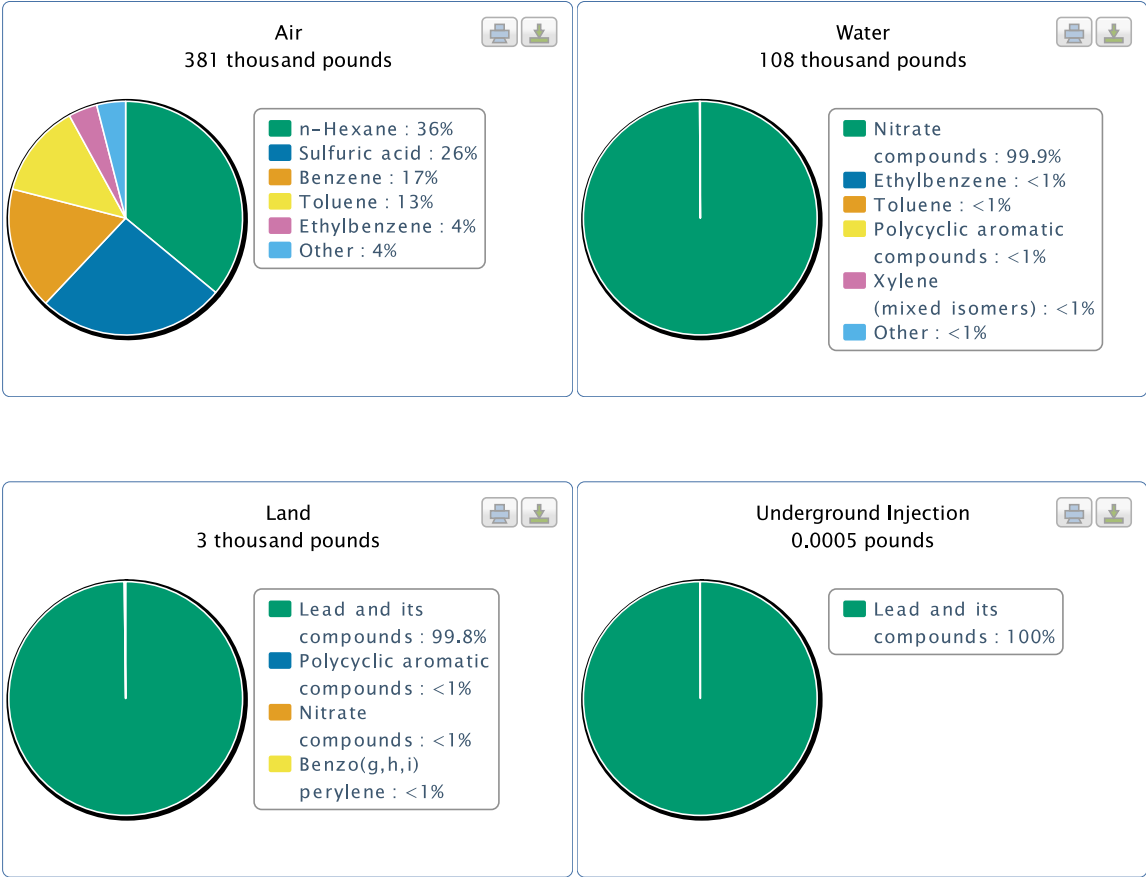 Air
381 thousand pounds
n-Hexane : 36%
Sulfuric acid : 26%
Benzene : 17%
Toluene : 13%
Ethylbenzene : 4%
Other : 4%
Water
108 thousand pounds
Nitrate
compounds : 99.9%
Ethylbenzene : <1%
Toluene : <1%
Polycyclic aromatic
compounds : <1%
Xylene
(mixed isomers) : <1%
Other : <1%
Land
3 thousand pounds
Lead and its
compounds : 99.8%
Polycyclic aromatic
compounds : <1%
Nitrate
compounds : <1%
Benzo(g,h,i)
perylene : <1%
Underground Injection
0.0005 pounds
Lead and its
compounds : 100%